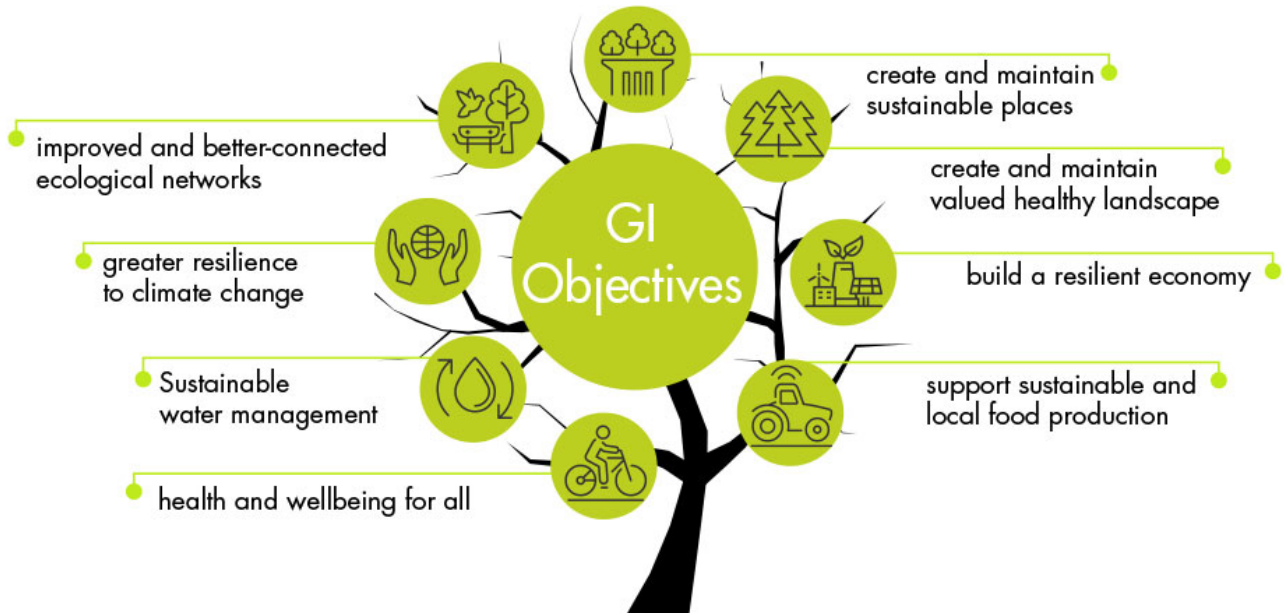 GI
Objectives
create and maintain
sustainable places
create and maintain
valued healthy landscape
build a resilient economy
support sustainable and
local food production
improved and better-connected
ecological networks
greater resilience
to climate change
Sustainable
water management
health and wellbeing for all